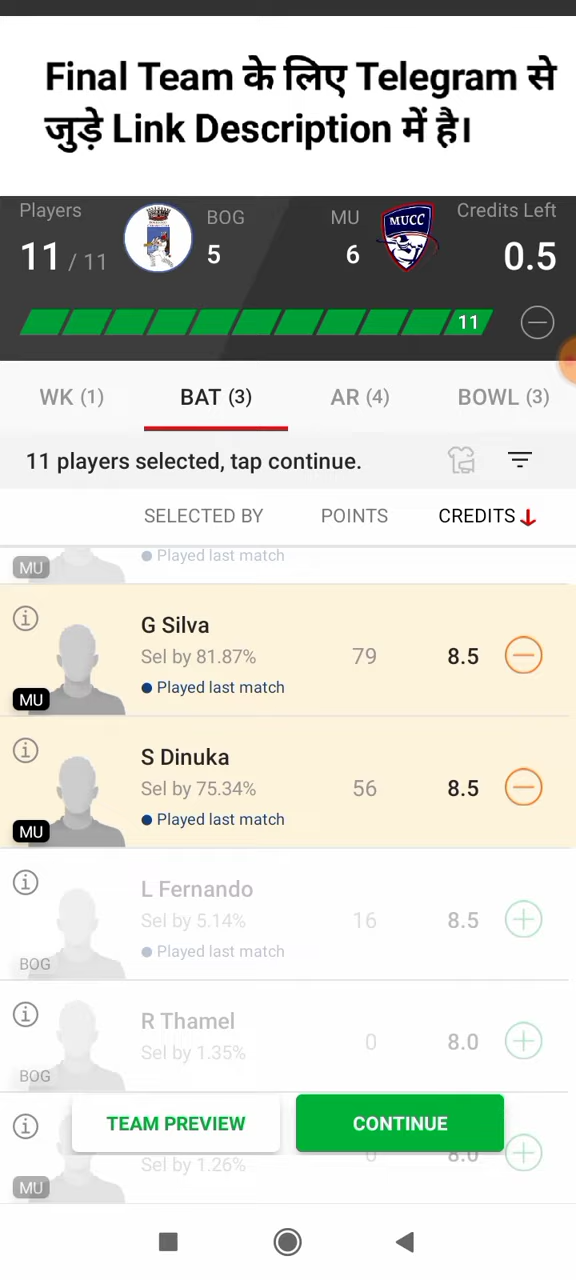 Final Team के लिए Telegram से
जुड़े Link Description में है।
Players BOG MU Credits Left
11 / 11 5 6 MUCC 0.5
11
WK (1) BAT (3) AR (4) BOWL (3)
11 players selected, tap continue.
SELECTED BY POINTS CREDITS
MU Played last match
G Silva
Sel by 81.87% 79 8.5
Played last match
MU
S Dinuka
Sel by 75.34% 56 8.5
Played last match
MU
L Fernando
Sel by 5.14% 16 8.5
Played last match
BOG
R Thamel
Sel by 1.35% 0 8.0
BOG
TEAM PREVIEW CONTINUE
Sel by 1.26% 0 8.0
MU